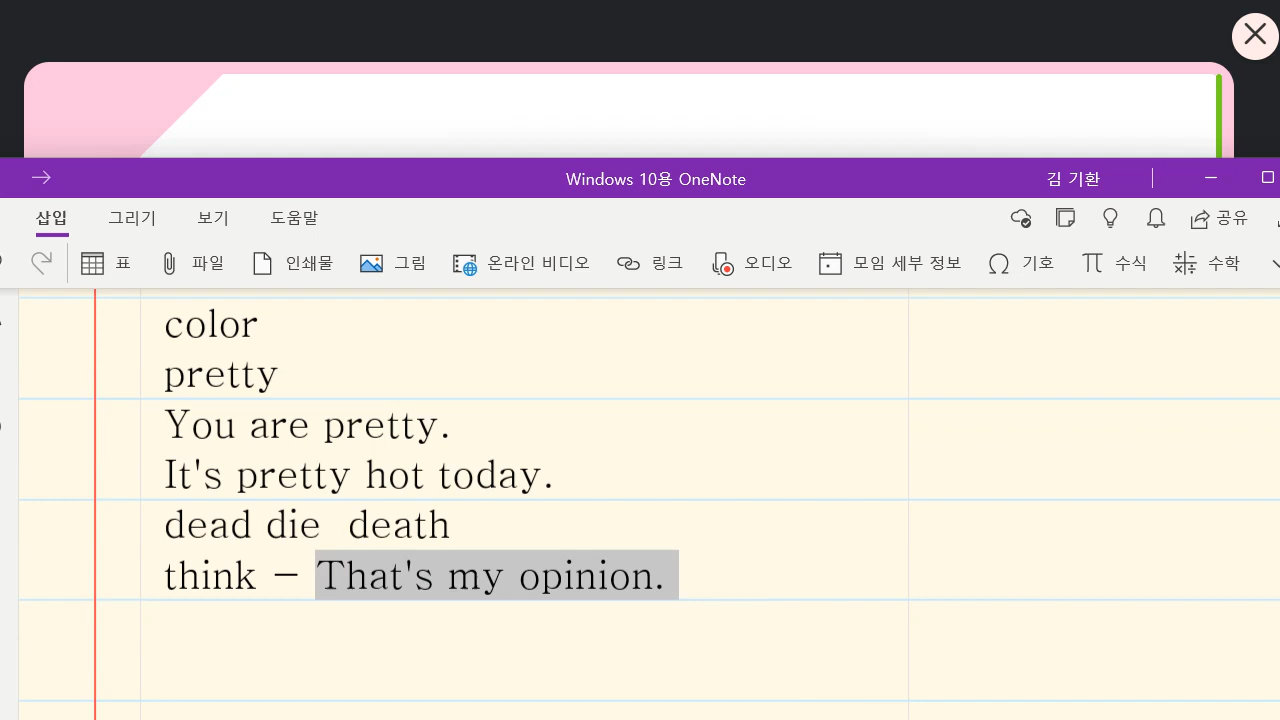 Windows 10용 OneNote 김 기환
삽입 그리기 보기 도움말 공유
표 파일 인쇄물 그림 온라인 비디오 링크 오디오 모임 세부 정보 기호 수식 수학
color
pretty
You are pretty.
It's pretty hot today.
dead die death
think - That's my opinion.